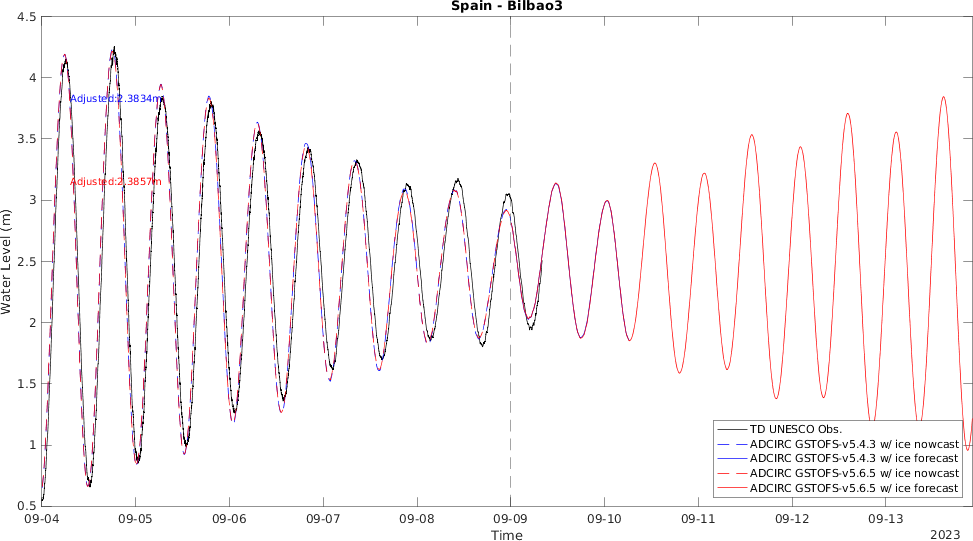 Spain - Bilbao3
4.5
4
3.5
3
2.5
2
1.5
1
0.5
Water Level (m)
Adjusted:2.3834m
Adjusted:2.3857m
TD UNESCO Obs.
ADCIRC GSTOFS-v5.4.3 w/ ice nowcast
ADCIRC GSTOFS-v5.4.3 w/ ice forecast
ADCIRC GSTOFS-v5.6.5 w/ ice nowcast
ADCIRC GSTOFS-v5.6.5 w/ ice forecast
09-04 09-05 09-06 09-07 09-08 09-09 09-10 09-11 09-12 09-13
Time
2023